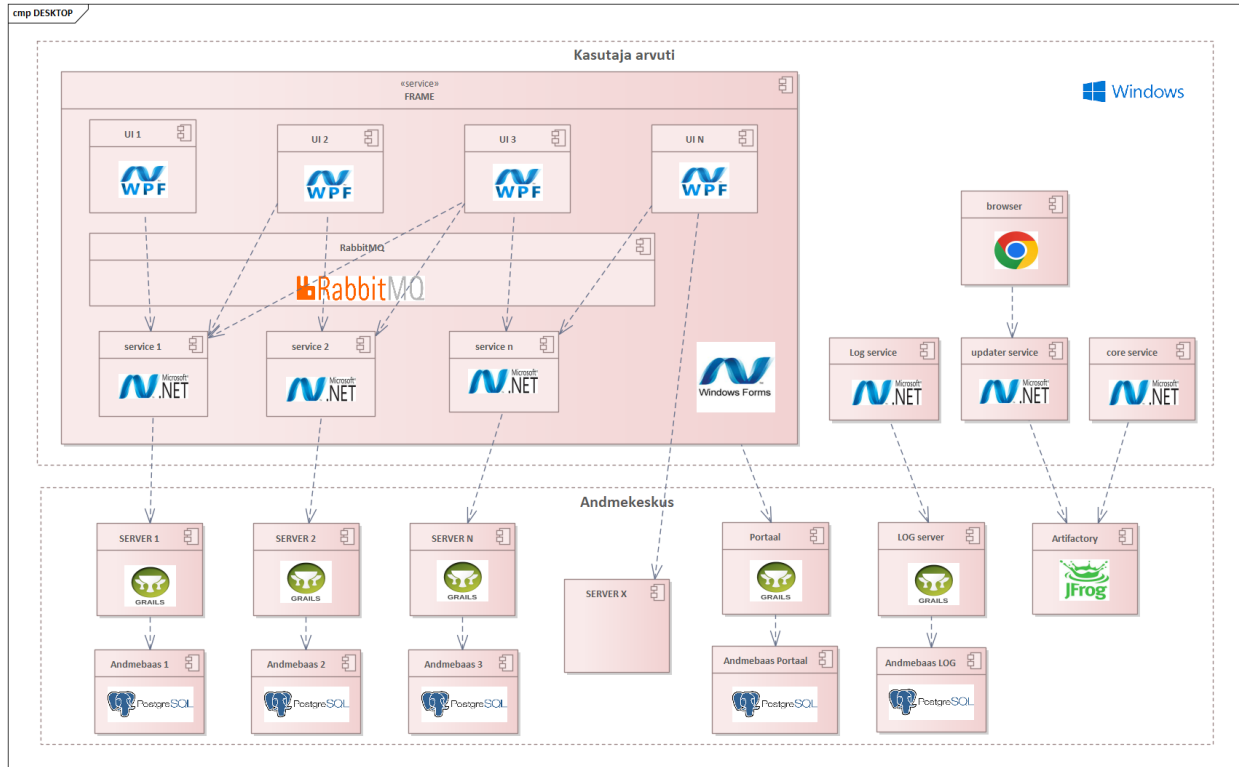 cmp DESKTOP
Kasutaja arvuti
«service»
FRAME
Windows
UI 1
WPF
UI 2
WPF
UI 3
WPF
UI N
WPF
browser
RabbitMQ
RabbitMQ
service 1
Microsoft
.NET
service 2
Microsoft
.NET
service n
Microsoft
.NET
Windows Forms
Log service
Microsoft
.NET
updater service
Microsoft
.NET
core service
Microsoft
.NET
Andmekeskus
SERVER 1
GRAILS
SERVER 2
GRAILS
SERVER N
GRAILS
SERVER X
Portaal
GRAILS
LOG server
GRAILS
Artifactory
JFrog
Andmebaas 1
PostgreSQL
Andmebaas 2
PostgreSQL
Andmebaas 3
PostgreSQL
Andmebaas Portaal
PostgreSQL
Andmebaas LOG
PostgreSQL